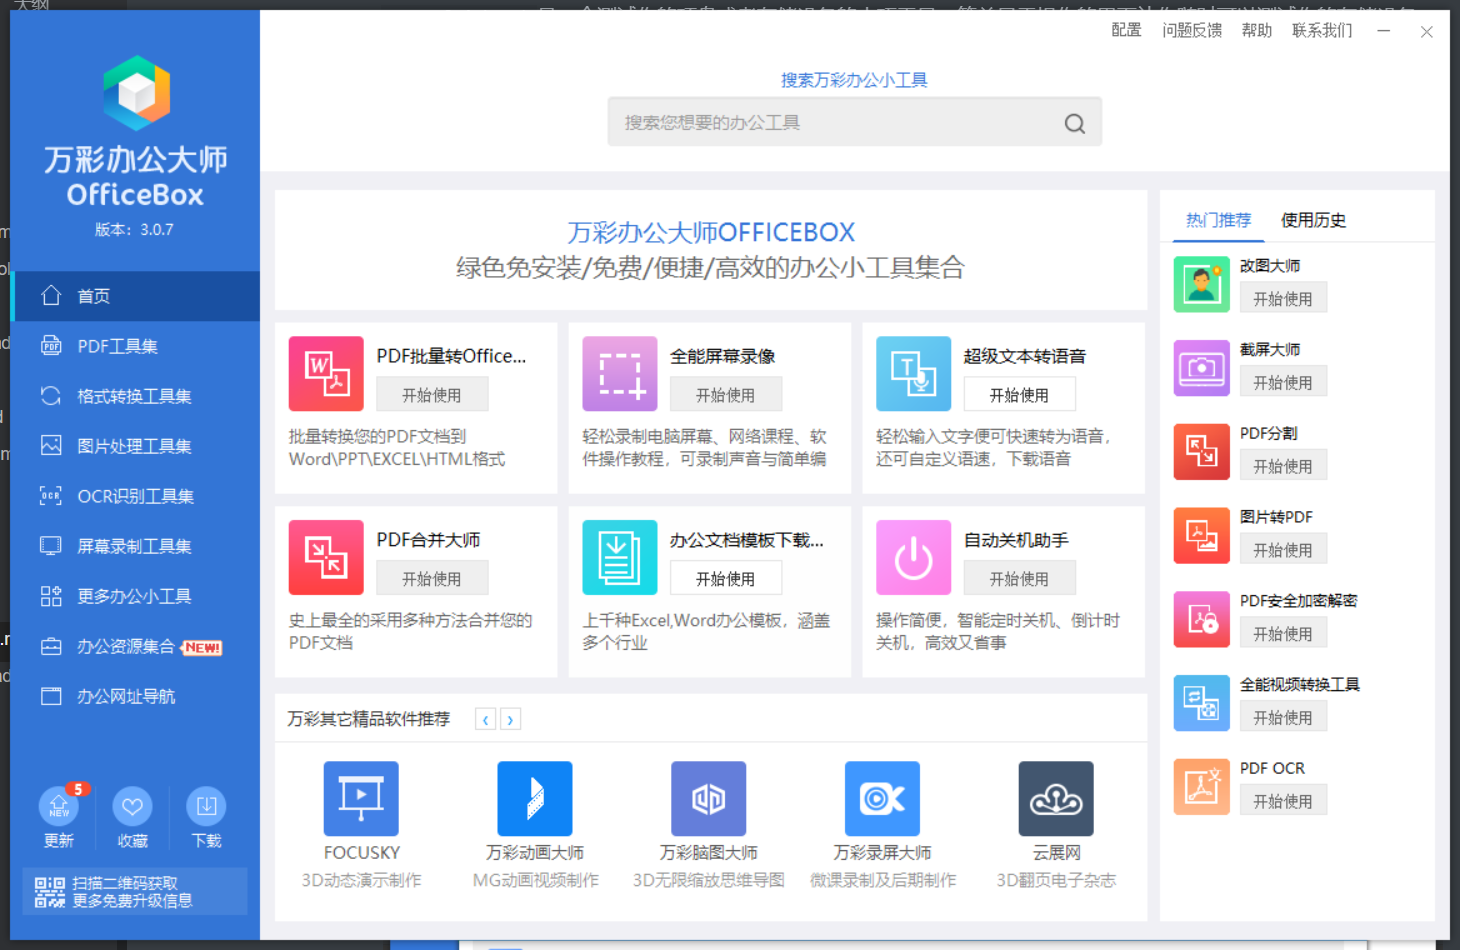 大纲
配置 问题反馈 帮助 联系我们
万彩办公大师
OfficeBox
版本：3.0.7
首页
PDF工具集
格式转换工具集
图片处理工具集
OCR识别工具集
屏幕录制工具集
更多办公小工具
办公资源集合 NEW!
办公网址导航
5
NEW
更新 收藏 下载
扫描二维码获取
更多免费升级信息
搜索万彩办公小工具
搜索您想要的办公工具
万彩办公大师OFFICEBOX
绿色免安装/免费/便捷/高效的办公小工具集合
PDF批量转Office...
开始使用
批量转换您的PDF文档到
Word\PPT\EXCEL\HTML格式
全能屏幕录像
开始使用
轻松录制电脑屏幕、网络课程、软
件操作教程，可录制声音与简单编
超级文本转语音
开始使用
轻松输入文字便可快速转为语音，
还可自定义语速，下载语音
PDF合并大师
开始使用
史上最全的采用多种方法合并您的
PDF文档
办公文档模板下载...
开始使用
上千种Excel,Word办公模板，涵盖
多个行业
自动关机助手
开始使用
操作简便，智能定时关机、倒计时
关机，高效又省事
万彩其它精品软件推荐
FOCUSKY
3D动态演示制作
万彩动画大师
MG动画视频制作
万彩脑图大师
3D无限缩放思维导图
万彩录屏大师
微课录制及后期制作
云展网
3D翻页电子杂志
热门推荐 使用历史
改图大师
开始使用
截屏大师
开始使用
PDF分割
开始使用
图片转PDF
开始使用
PDF安全加密解密
开始使用
全能视频转换工具
开始使用
PDF OCR
开始使用